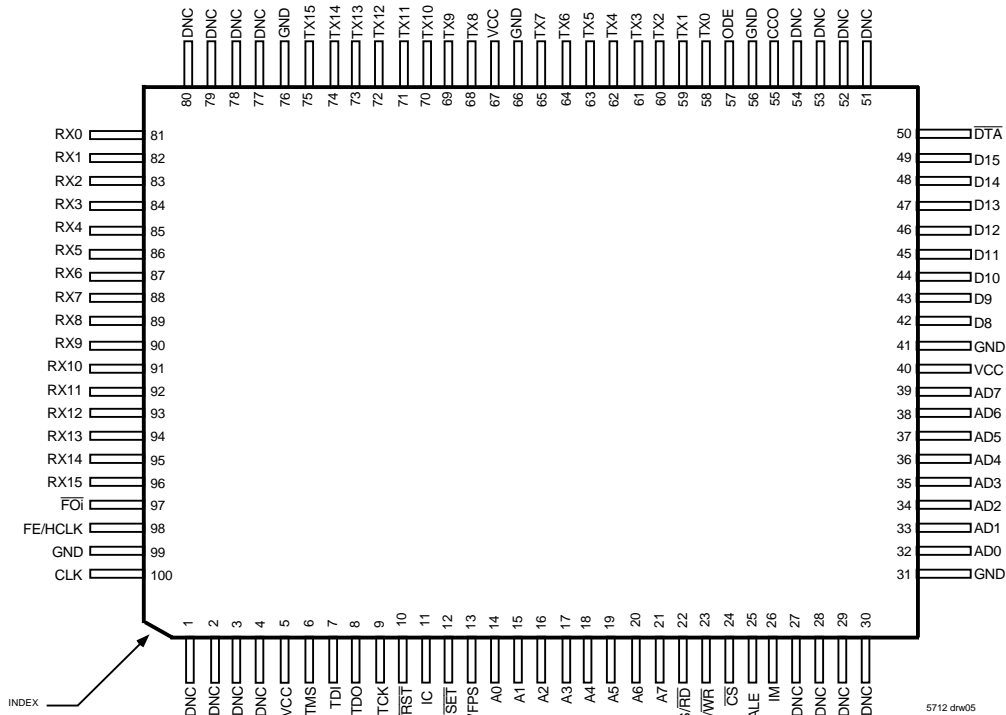 DNC DNC DNC DNC GND TX15 TX14 TX13 TX12 TX11 TX10 TX9 TX8 VCC GND TX7 TX6 TX5 TX4 TX3 TX2 TX1 TX0 ODE GND CCO DNC DNC DNC DNC
80 79 78 77 76 75 74 73 72 71 70 69 68 67 66 65 64 63 62 61 60 59 58 57 56 55 54 53 52 51
RX0 81 50 D̅T̅A̅
RX1 82 49 D15
RX2 83 48 D14
RX3 84 47 D13
RX4 85 46 D12
RX5 86 45 D11
RX6 87 44 D10
RX7 88 43 D9
RX8 89 42 D8
RX9 90 41 GND
RX10 91 40 VCC
RX11 92 39 AD7
RX12 93 38 AD6
RX13 94 37 AD5
RX14 95 36 AD4
RX15 96 35 AD3
F̅O̅i̅ 97 34 AD2
FE/HCLK 98 33 AD1
GND 99 32 AD0
CLK 100 31 GND
1 2 3 4 5 6 7 8 9 10 11 12 13 14 15 16 17 18 19 20 21 22 23 24 25 26 27 28 29 30
DNC DNC DNC DNC VCC TMS TDI TDO TCK R̅S̅T̅ IC S̅E̅T̅ /FPS A0 A1 A2 A3 A4 A5 A6 A7 S/R̅D̅ /W̅R̅ C̅S̅ ALE IM DNC DNC DNC DNC
INDEX
5712 drw05